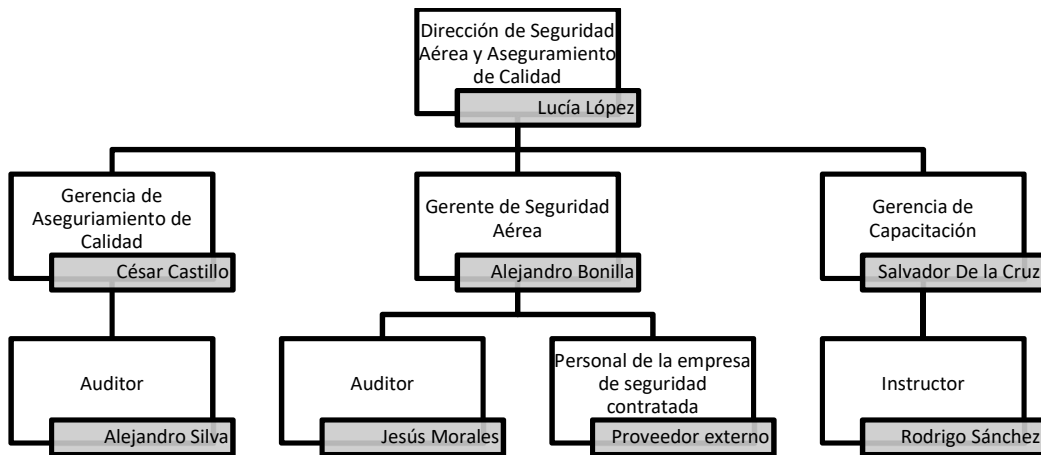 Dirección de Seguridad
Aérea y Aseguramiento
de Calidad
Lucía López
Gerencia de
Aseguriamiento de
Calidad
César Castillo
Gerente de Seguridad
Aérea
Alejandro Bonilla
Gerencia de
Capacitación
Salvador De la Cruz
Auditor
Alejandro Silva
Auditor
Jesús Morales
Personal de la empresa
de seguridad
contratada
Proveedor externo
Instructor
Rodrigo Sánchez